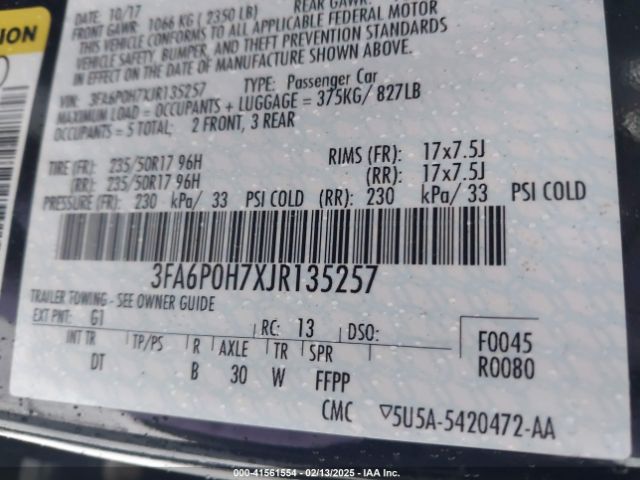 DATE: 10/17
FRONT GAWR: 1066 KG ( 2350 LB) REAR GAWR:
THIS VEHICLE CONFORMS TO ALL APPLICABLE FEDERAL MOTOR
VEHICLE SAFETY, BUMPER, AND THEFT PREVENTION STANDARDS
IN EFFECT ON THE DATE OF MANUFACTURE SHOWN ABOVE.
VIN: 3FA6P0H7XJR135257 TYPE: Passenger Car
MAXIMUM LOAD = OCCUPANTS + LUGGAGE = 375KG/ 827LB
OCCUPANTS = 5 TOTAL: 2 FRONT, 3 REAR
TIRE (FR): 235/50R17 96H RIMS (FR): 17x7.5J
(RR): 235/50R17 96H (RR): 17x7.5J
PRESSURE (FR): 230 kPa/ 33 PSI COLD (RR): 230 kPa/ 33 PSI COLD
3FA6P0H7XJR135257
TRAILER TOWING - SEE OWNER GUIDE
EXT PNT: G1 RC: 13 DSO:
INT TR TP/PS R AXLE TR SPR
DT B 30 W FFPP
F0045
R0080
CMC ▽5U5A-5420472-AA
000-41561554 - 02/13/2025 - IAA Inc.